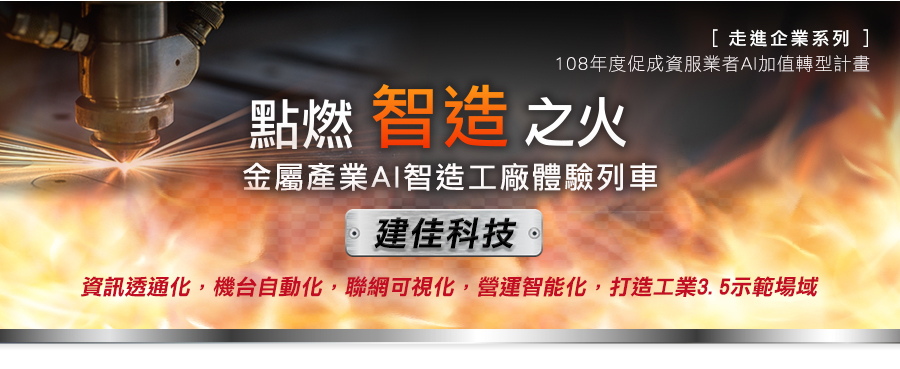 [ 走進企業系列 ]
108年度促成資服業者AI加值轉型計畫
點燃 智造 之火
金屬產業AI智造工廠體驗列車
建佳科技
資訊透通化，機台自動化，聯網可視化，營運智能化，打造工業3.5示範場域